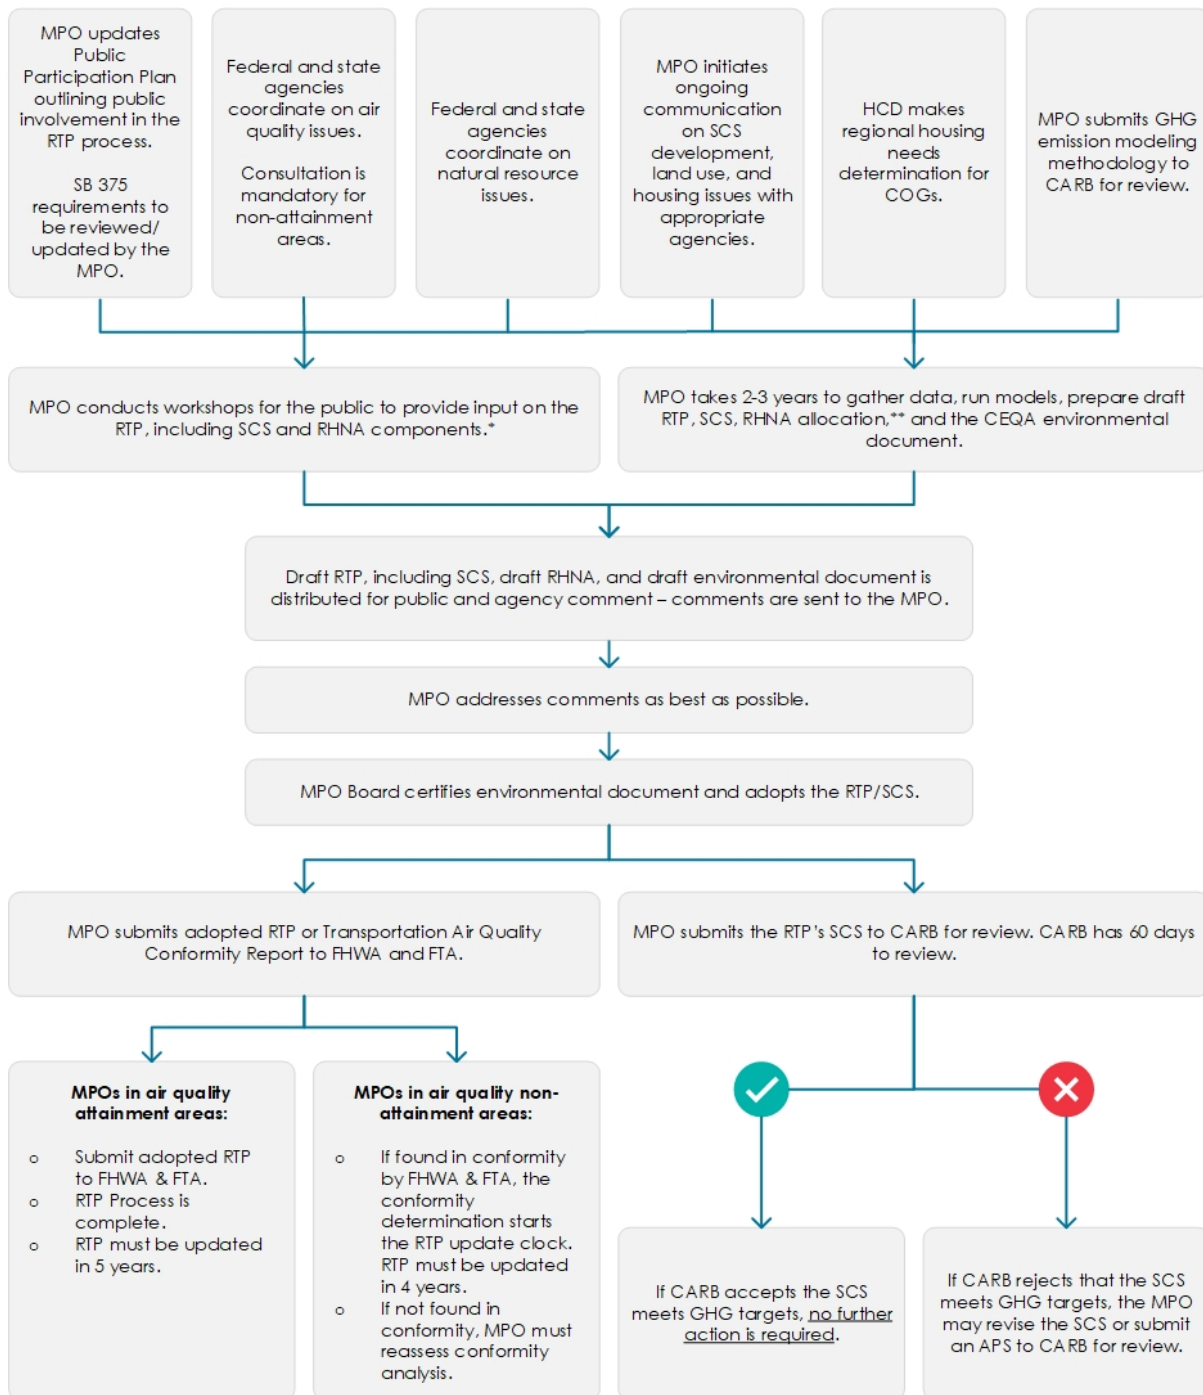 MPO updates
Public
Participation Plan
outlining public
involvement in the
RTP process.
SB 375
requirements to
be reviewed/
updated by the
MPO.
Federal and state
agencies
coordinate on air
quality issues.
Consultation is
mandatory for
non-attainment
areas.
Federal and state
agencies
coordinate on
natural resource
issues.
MPO initiates
ongoing
communication
on SCS
development,
land use, and
housing issues with
appropriate
agencies.
HCD makes
regional housing
needs
determination for
COGs.
MPO submits GHG
emission modeling
methodology to
CARB for review.
MPO conducts workshops for the public to provide input on the
RTP, including SCS and RHNA components.*
MPO takes 2-3 years to gather data, run models, prepare draft
RTP, SCS, RHNA allocation,** and the CEQA environmental
document.
Draft RTP, including SCS, draft RHNA, and draft environmental document is
distributed for public and agency comment – comments are sent to the MPO.
MPO addresses comments as best as possible.
MPO Board certifies environmental document and adopts the RTP/SCS.
MPO submits adopted RTP or Transportation Air Quality
Conformity Report to FHWA and FTA.
MPO submits the RTP's SCS to CARB for review. CARB has 60 days
to review.
MPOs in air quality
attainment areas:
o Submit adopted RTP
to FHWA & FTA.
o RTP Process is
complete.
o RTP must be updated
in 5 years.
MPOs in air quality non-
attainment areas:
o If found in conformity
by FHWA & FTA, the
conformity
determination starts
the RTP update clock.
RTP must be updated
in 4 years.
o If not found in
conformity, MPO must
reassess conformity
analysis.
If CARB accepts the SCS
meets GHG targets, no further
action is required.
If CARB rejects that the SCS
meets GHG targets, the MPO
may revise the SCS or submit
an APS to CARB for review.